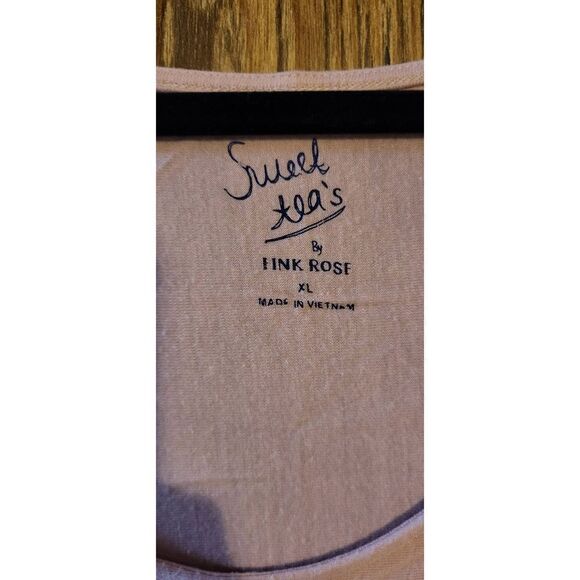 Sweet
tea's
By
PINK ROSE
XL
MADE IN VIETNAM